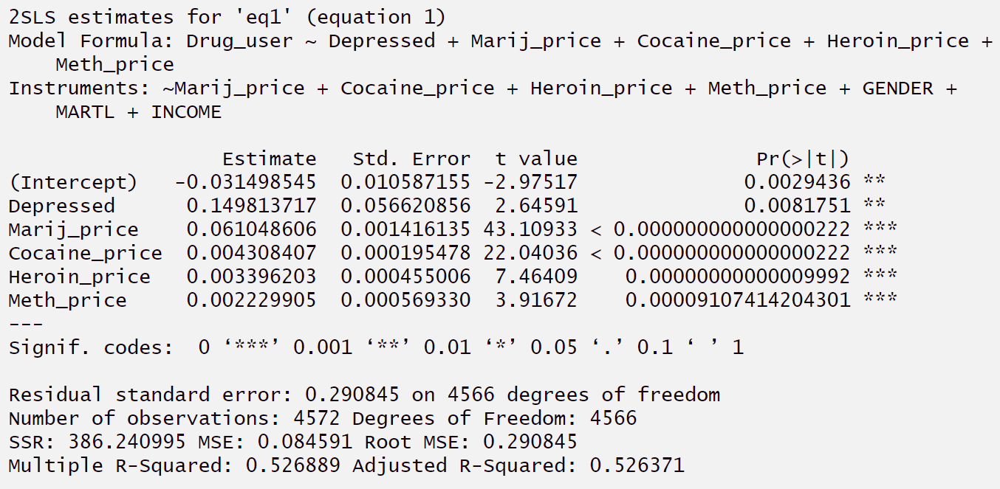 2SLS estimates for 'eq1' (equation 1)
Model Formula: Drug_user ~ Depressed + Marij_price + Cocaine_price + Heroin_price +
    Meth_price
Instruments: ~Marij_price + Cocaine_price + Heroin_price + Meth_price + GENDER +
    MARTL + INCOME

                  Estimate   Std. Error  t value               Pr(>|t|)
(Intercept)   -0.031498545  0.010587155 -2.97517              0.0029436 **
Depressed      0.149813717  0.056620856  2.64591              0.0081751 **
Marij_price    0.061048606  0.001416135 43.10933 < 0.000000000000000222 ***
Cocaine_price  0.004308407  0.000195478 22.04036 < 0.000000000000000222 ***
Heroin_price   0.003396203  0.000455006  7.46409    0.00000000000009992 ***
Meth_price     0.002229905  0.000569330  3.91672    0.00009107414204301 ***
---
Signif. codes:  0 ‘***’ 0.001 ‘**’ 0.01 ‘*’ 0.05 ‘.’ 0.1 ‘ ’ 1

Residual standard error: 0.290845 on 4566 degrees of freedom
Number of observations: 4572 Degrees of Freedom: 4566
SSR: 386.240995 MSE: 0.084591 Root MSE: 0.290845
Multiple R-Squared: 0.526889 Adjusted R-Squared: 0.526371